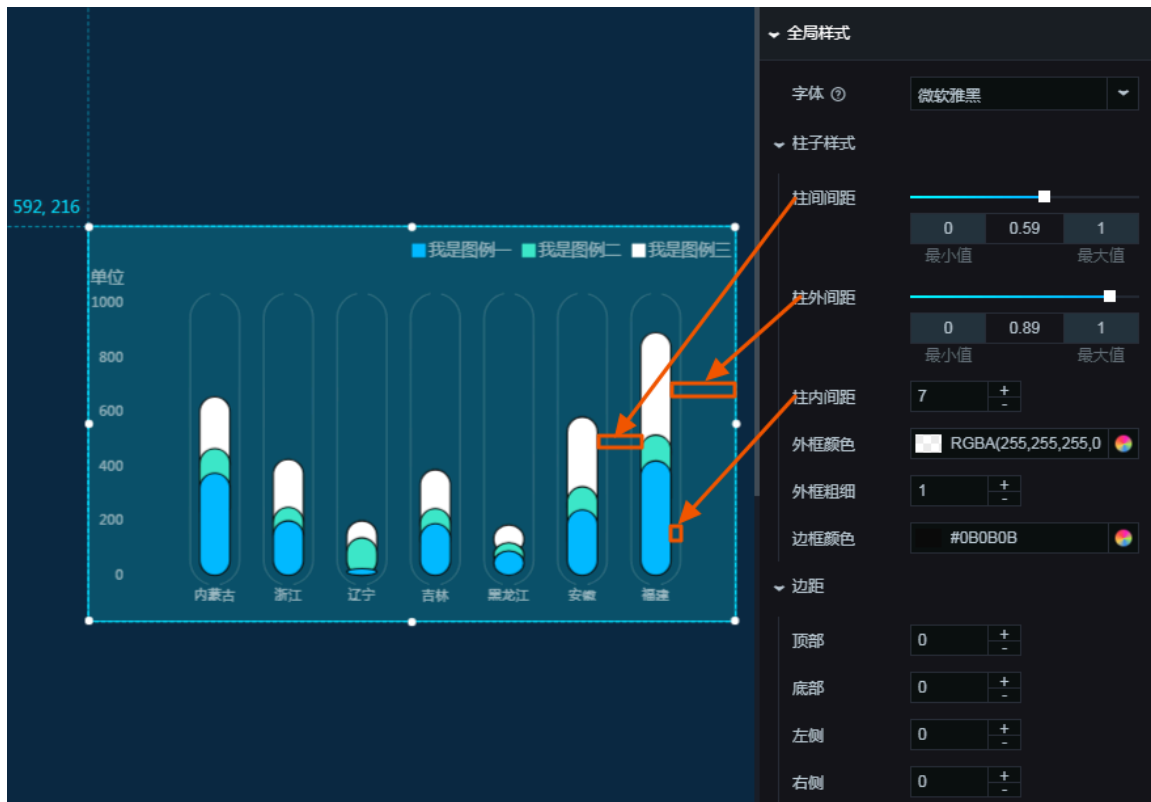 592, 216
我是图例一 我是图例二 我是图例三
单位
1000
800
600
400
200
0
内蒙古 浙江 辽宁 吉林 黑龙江 安徽 福建
全局样式
字体 微软雅黑
柱子样式
柱间间距
0 0.59 1
最小值 最大值
柱外间距
0 0.89 1
最小值 最大值
柱内间距 7 + -
外框颜色 RGBA(255,255,255,0
外框粗细 1 + -
边框颜色 #0B0B0B
边距
顶部 0 + -
底部 0 + -
左侧 0 + -
右侧 0 + -